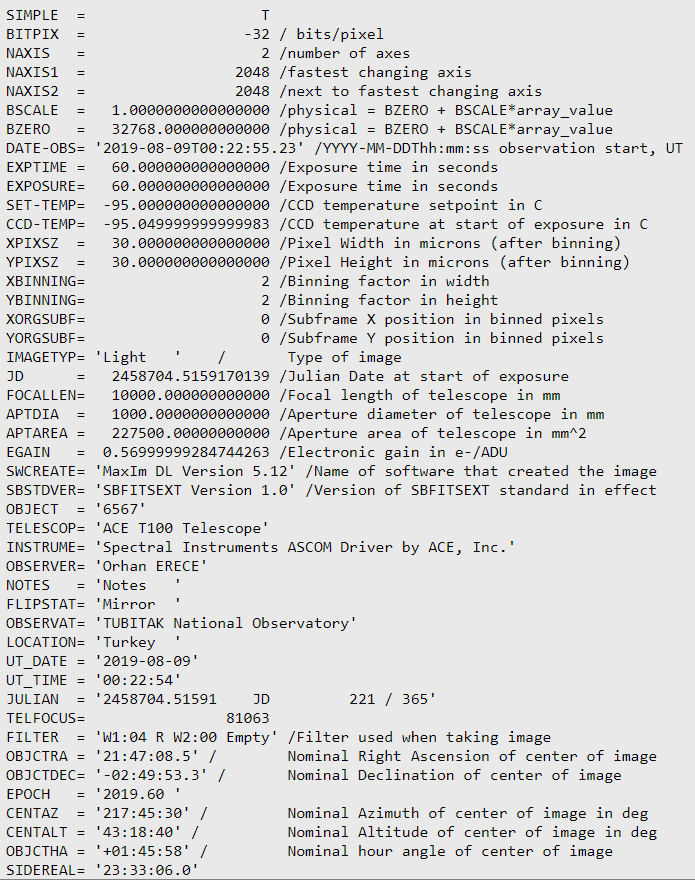 SIMPLE  =                    T
BITPIX  =                  -32 / bits/pixel
NAXIS   =                    2 /number of axes
NAXIS1  =                 2048 /fastest changing axis
NAXIS2  =                 2048 /next to fastest changing axis
BSCALE  =   1.0000000000000000 /physical = BZERO + BSCALE*array_value
BZERO   =   32768.000000000000 /physical = BZERO + BSCALE*array_value
DATE-OBS= '2019-08-09T00:22:55.23' /YYYY-MM-DDThh:mm:ss observation start, UT
EXPTIME =   60.000000000000000 /Exposure time in seconds
EXPOSURE=   60.000000000000000 /Exposure time in seconds
SET-TEMP=  -95.000000000000000 /CCD temperature setpoint in C
CCD-TEMP=  -95.049999999999983 /CCD temperature at start of exposure in C
XPIXSZ  =   30.000000000000000 /Pixel Width in microns (after binning)
YPIXSZ  =   30.000000000000000 /Pixel Height in microns (after binning)
XBINNING=                    2 /Binning factor in width
YBINNING=                    2 /Binning factor in height
XORGSUBF=                    0 /Subframe X position in binned pixels
YORGSUBF=                    0 /Subframe Y position in binned pixels
IMAGETYP= 'Light   '    /       Type of image
JD      =   2458704.5159170139 /Julian Date at start of exposure
FOCALLEN=   10000.000000000000 /Focal length of telescope in mm
APTDIA  =   1000.0000000000000 /Aperture diameter of telescope in mm
APTAREA =   227500.00000000000 /Aperture area of telescope in mm^2
EGAIN   =  0.56999999284744263 /Electronic gain in e-/ADU
SWCREATE= 'MaxIm DL Version 5.12' /Name of software that created the image
SBSTDVER= 'SBFITSEXT Version 1.0' /Version of SBFITSEXT standard in effect
OBJECT  = '6567'
TELESCOP= 'ACE T100 Telescope'
INSTRUME= 'Spectral Instruments ASCOM Driver by ACE, Inc.'
OBSERVER= 'Orhan ERECE'
NOTES   = 'Notes   '
FLIPSTAT= 'Mirror  '
OBSERVAT= 'TUBITAK National Observatory'
LOCATION= 'Turkey  '
UT_DATE = '2019-08-09'
UT_TIME = '00:22:54'
JULIAN  = '2458704.51591    JD         221 / 365'
TELFOCUS=                81063
FILTER  = 'W1:04 R W2:00 Empty' /Filter used when taking image
OBJCTRA = '21:47:08.5' /        Nominal Right Ascension of center of image
OBJCTDEC= '-02:49:53.3' /       Nominal Declination of center of image
EPOCH   = '2019.60 '
CENTAZ  = '217:45:30' /         Nominal Azimuth of center of image in deg
CENTALT = '43:18:40' /          Nominal Altitude of center of image in deg
OBJCTHA = '+01:45:58' /         Nominal hour angle of center of image
SIDEREAL= '23:33:06.0'